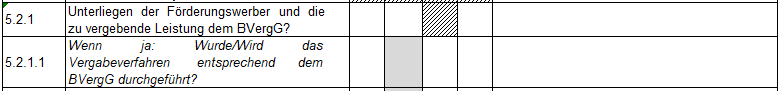 5.2.1 Unterliegen der Förderungswerber und die
zu vergebende Leistung dem BVergG?
Wenn ja: Wurde/Wird das
5.2.1.1 Vergabeverfahren entsprechend dem
BVergG durchgeführt?